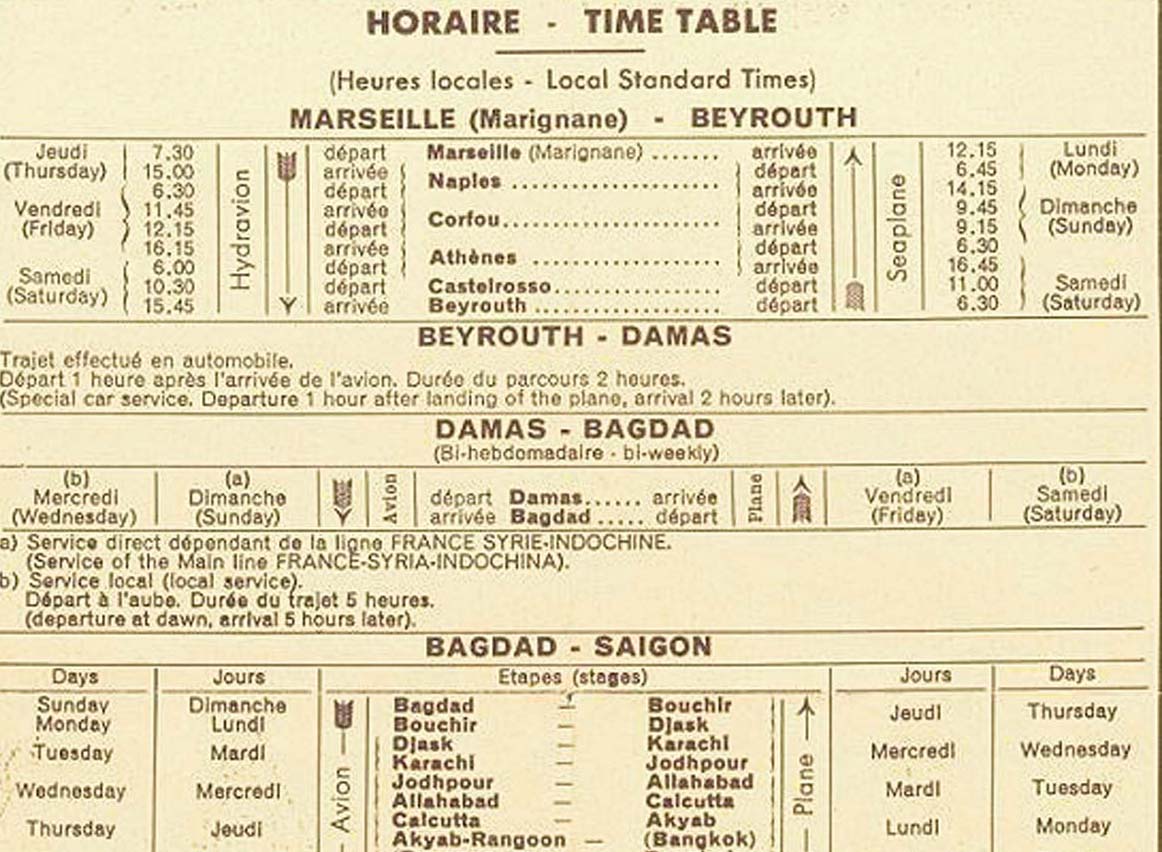 HORAIRE - TIME TABLE
(Heures locales - Local Standard Times)
MARSEILLE (Marignane) - BEYROUTH
Jeudi 7.30 départ Marseille (Marignane) ....... arrivée 12.15 Lundi
(Thursday) 15.00 arrivée Naples ...................... départ 6.45 (Monday)
6.30 départ arrivée 14.15
Vendredi 11.45 arrivée Corfou....................... départ 9.45 Dimanche
(Friday) 12.15 départ arrivée 9.15 (Sunday)
16.15 arrivée Athènes .................... départ 6.30
Samedi 6.00 départ arrivée 16.45
(Saturday) 10.30 départ Castelrosso................. départ 11.00 Samedi
15.45 arrivée Beyrouth .................... départ 6.30 (Saturday)
Hydravion
Seaplane
BEYROUTH - DAMAS
Trajet effectué en automobile.
Départ 1 heure après l'arrivée de l'avion. Durée du parcours 2 heures.
(Special car service. Departure 1 hour after landing of the plane, arrival 2 hours later).
DAMAS - BAGDAD
(Bi-hebdomadaire - bi-weekly)
(b) (a) (a) (b)
Mercredi Dimanche départ Damas...... arrivée Vendredi Samedi
(Wednesday) (Sunday) arrivée Bagdad ..... départ (Friday) (Saturday)
Avion
Plane
a) Service direct dépendant de la ligne FRANCE SYRIE-INDOCHINE.
(Service of the Main line FRANCE-SYRIA-INDOCHINA).
b) Service local (local service).
Départ à l'aube. Durée du trajet 5 heures.
(departure at dawn, arrival 5 hours later).
BAGDAD - SAIGON
Days Jours Etapes (stages) Jours Days
Sunday Dimanche Bagdad — Bouchir Jeudi Thursday
Monday Lundi Bouchir — Djask
Tuesday Mardi Djask — Karachi Mercredi Wednesday
Karachi — Jodhpour
Wednesday Mercredi Jodhpour — Allahabad Mardi Tuesday
Allahabad — Calcutta
Thursday Jeudi Calcutta — Akyab Lundi Monday
Akyab-Rangoon — (Bangkok)
Avion
Plane